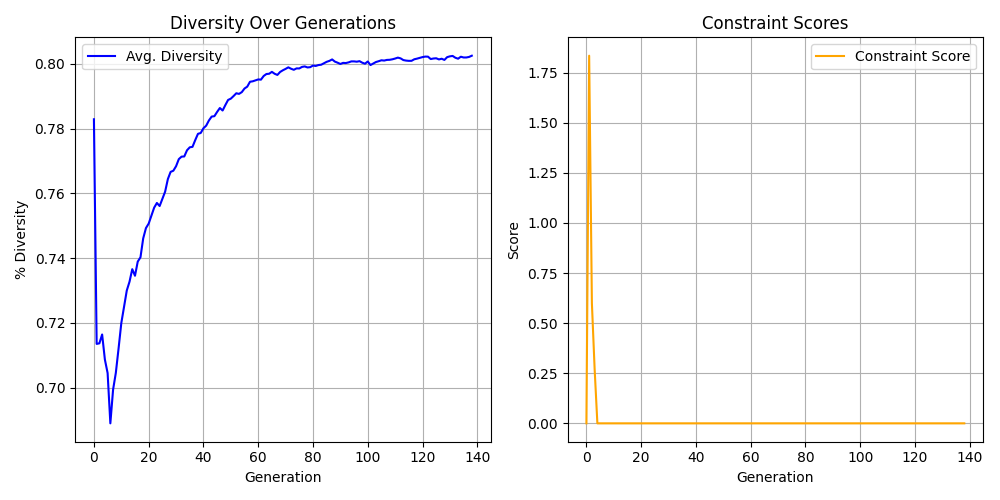 Diversity Over Generations
Avg. Diversity
% Diversity
0.80
0.78
0.76
0.74
0.72
0.70
0 20 40 60 80 100 120 140
Generation
Constraint Scores
Constraint Score
Score
1.75
1.50
1.25
1.00
0.75
0.50
0.25
0.00
0 20 40 60 80 100 120 140
Generation